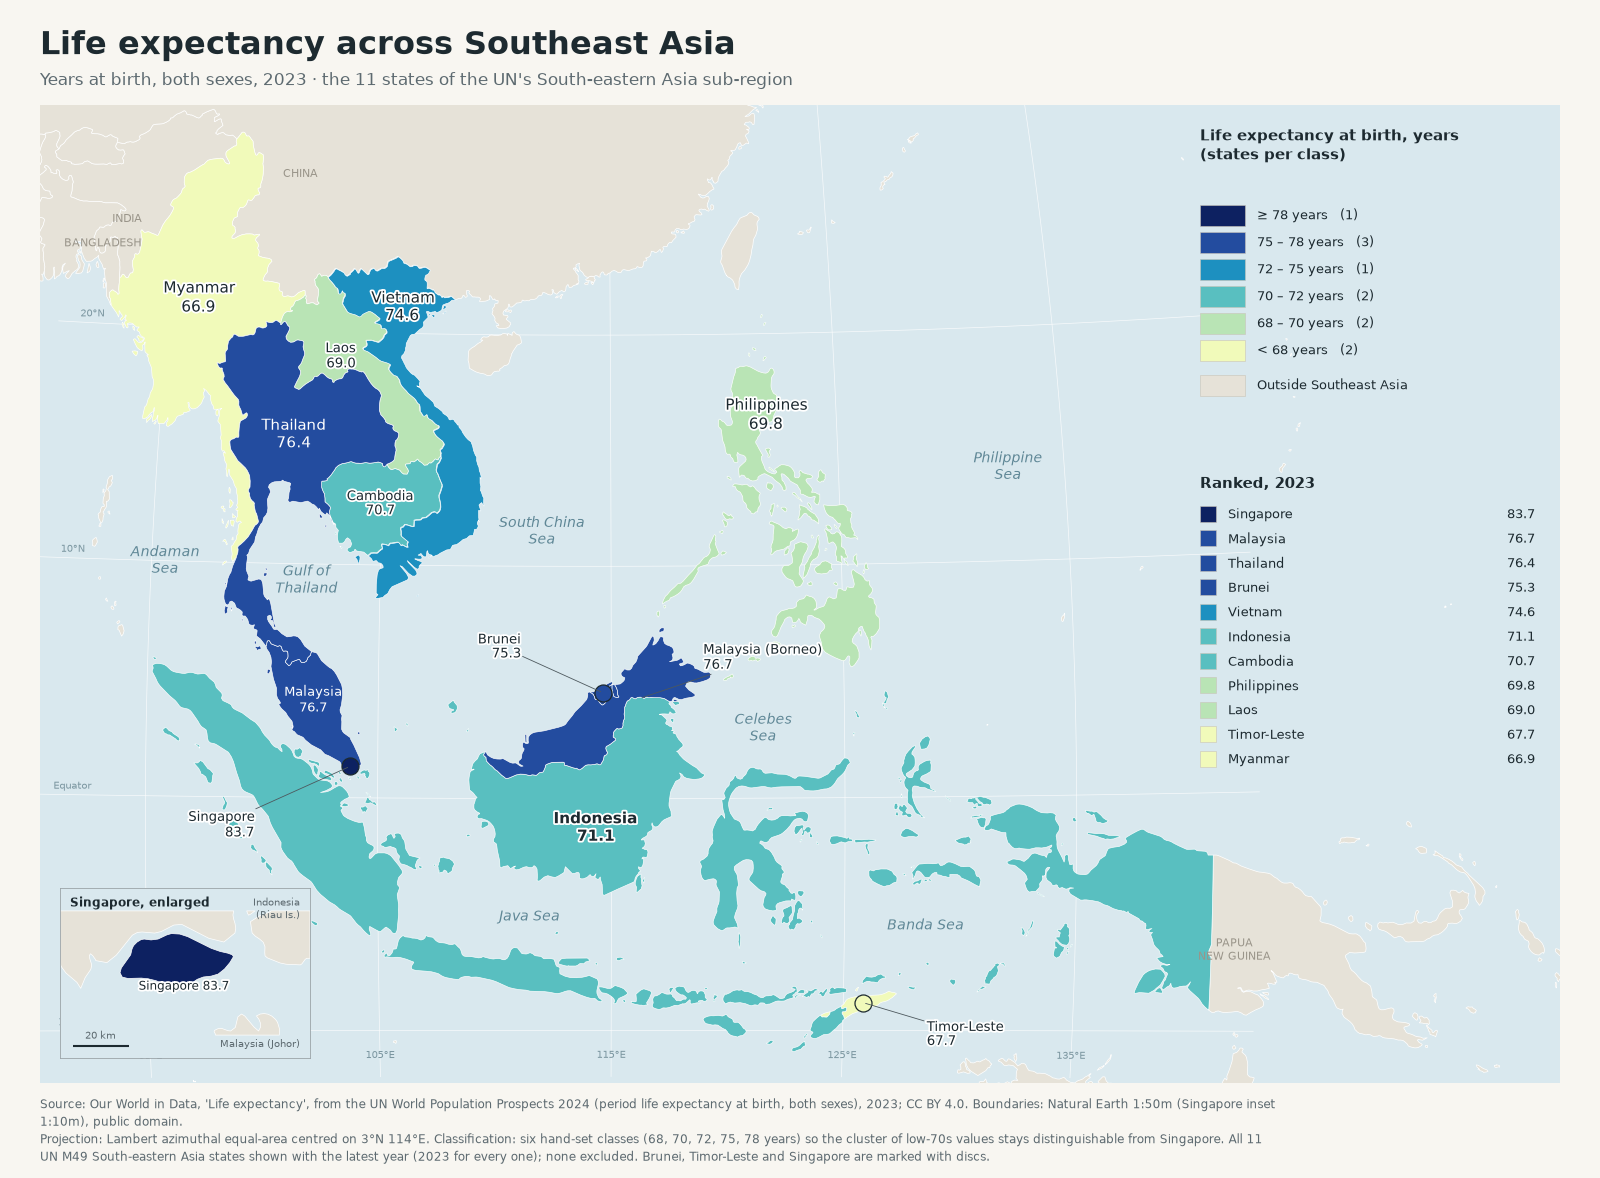 Life expectancy across Southeast Asia
Years at birth, both sexes, 2023 · the 11 states of the UN's South-eastern Asia sub-region
Life expectancy at birth, years
(states per class)
≥ 78 years (1)
75 – 78 years (3)
72 – 75 years (1)
70 – 72 years (2)
68 – 70 years (2)
< 68 years (2)
Outside Southeast Asia
Ranked, 2023
Singapore 83.7
Malaysia 76.7
Thailand 76.4
Brunei 75.3
Vietnam 74.6
Indonesia 71.1
Cambodia 70.7
Philippines 69.8
Laos 69.0
Timor-Leste 67.7
Myanmar 66.9
CHINA
INDIA
BANGLADESH
Myanmar
66.9
Vietnam
74.6
20°N
Laos
69.0
Thailand
76.4
Philippines
69.8
Philippine
Sea
Cambodia
70.7
South China
Sea
10°N
Andaman
Sea
Gulf of
Thailand
Brunei
75.3
Malaysia (Borneo)
76.7
Malaysia
76.7
Celebes
Sea
Equator
Singapore
83.7
Indonesia
71.1
Java Sea
Banda Sea
PAPUA
NEW GUINEA
Timor-Leste
67.7
Singapore, enlarged
Indonesia
(Riau Is.)
Singapore 83.7
20 km
Malaysia (Johor)
105°E
115°E
125°E
135°E
Source: Our World in Data, 'Life expectancy', from the UN World Population Prospects 2024 (period life expectancy at birth, both sexes), 2023; CC BY 4.0. Boundaries: Natural Earth 1:50m (Singapore inset
1:10m), public domain.
Projection: Lambert azimuthal equal-area centred on 3°N 114°E. Classification: six hand-set classes (68, 70, 72, 75, 78 years) so the cluster of low-70s values stays distinguishable from Singapore. All 11
UN M49 South-eastern Asia states shown with the latest year (2023 for every one); none excluded. Brunei, Timor-Leste and Singapore are marked with discs.